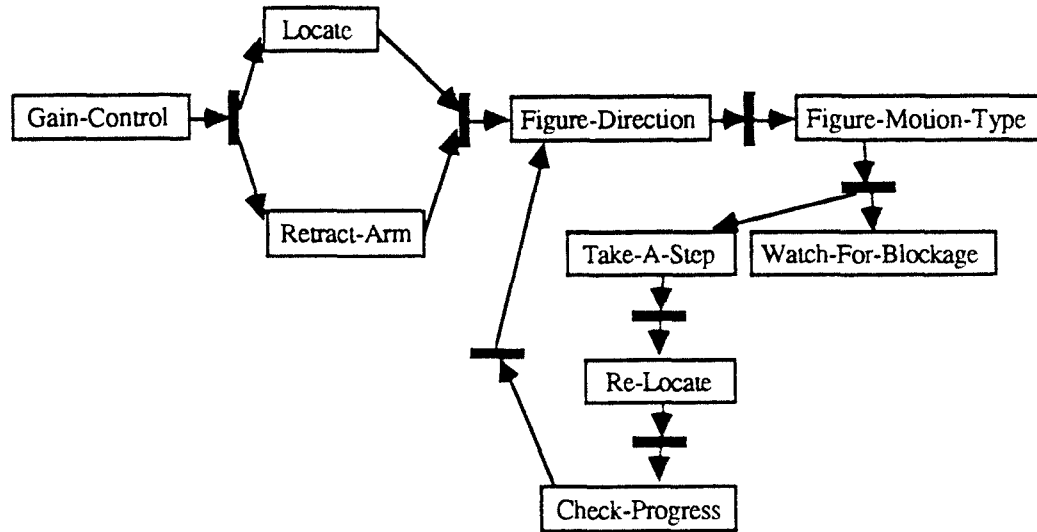 Locate
Gain-Control
Figure-Direction
Figure-Motion-Type
Retract-Arm
Take-A-Step
Watch-For-Blockage
Re-Locate
Check-Progress